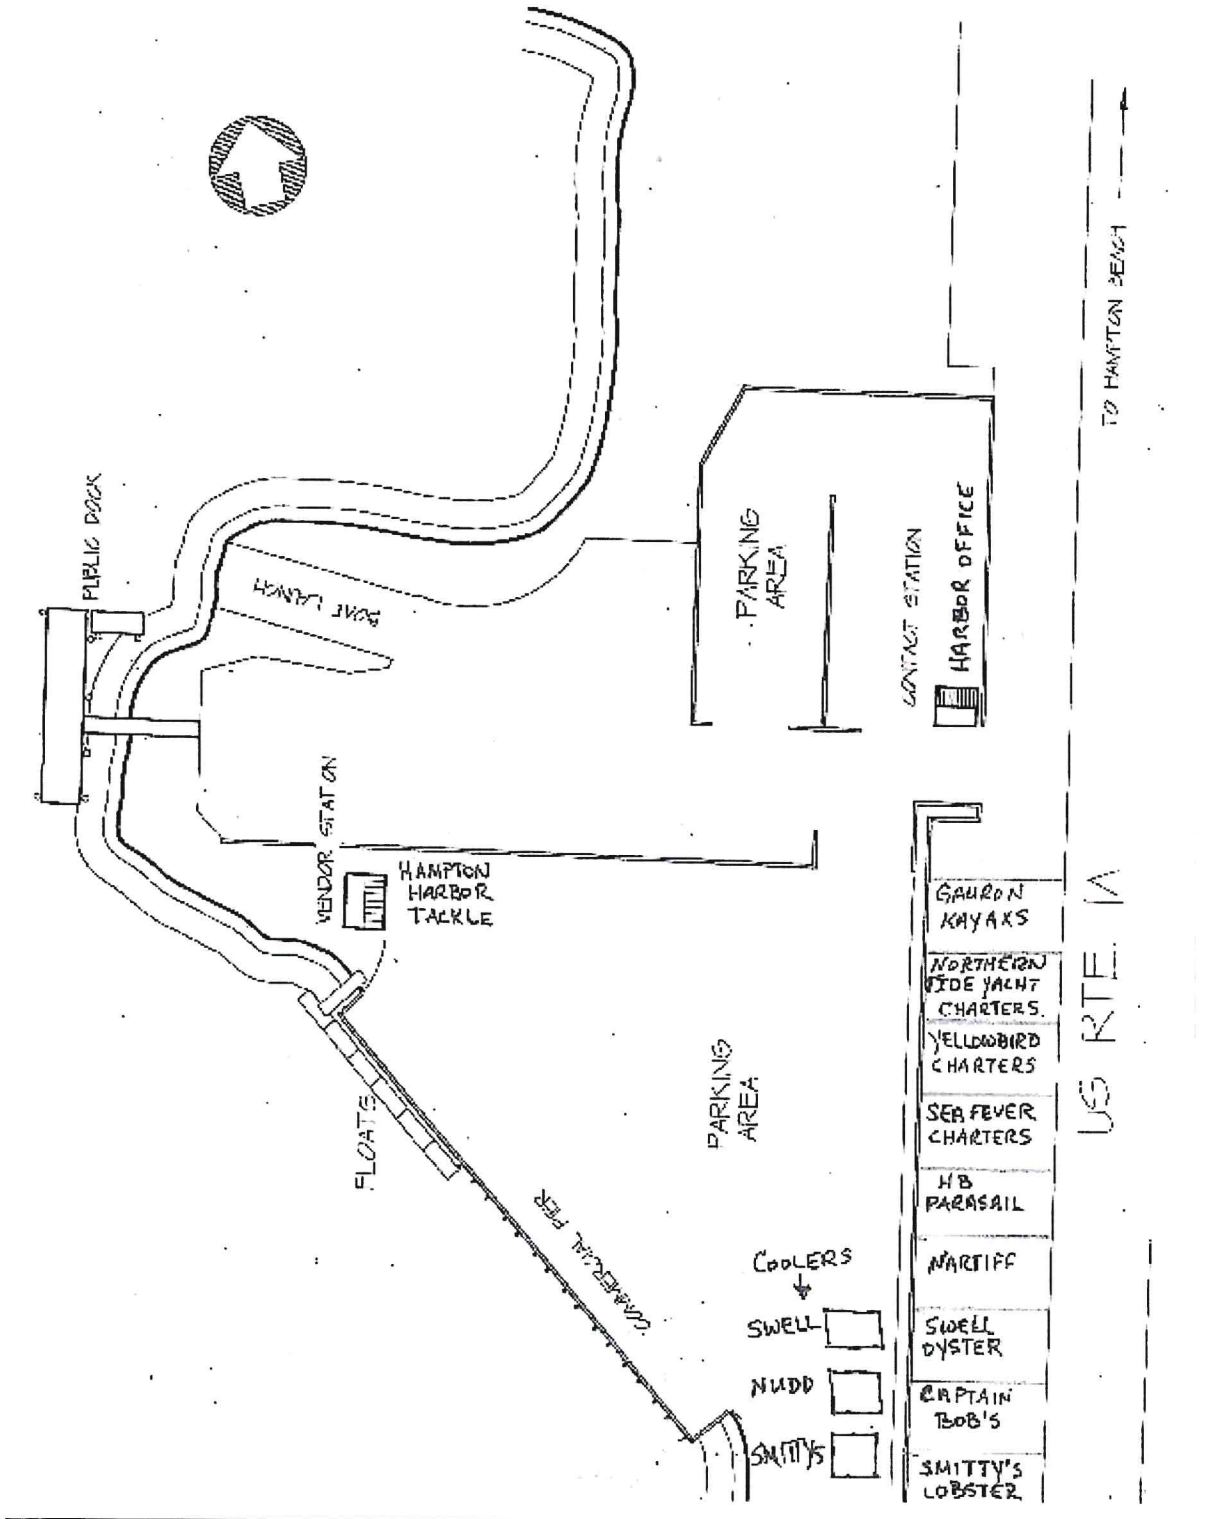 PUBLIC DOCK
BOAT LAUNCH
VENDOR STATION
HAMPTON
HARBOR
TACKLE
FLOATS
COMMERCIAL PIER
PARKING
AREA
CONTACT STATION
HARBOR OFFICE
TO HAMPTON BEACH
PARKING
AREA
US RTE. 1A
COOLERS
SWELL
NUDD
SMITTYS
GAURON
KAYAKS
NORTHERN
TIDE YACHT
CHARTERS.
YELLOWBIRD
CHARTERS
SEA FEVER
CHARTERS
HB
PARASAIL
NARTIFF
SWELL
OYSTER
CAPTAIN
BOB'S
SMITTY'S
LOBSTER